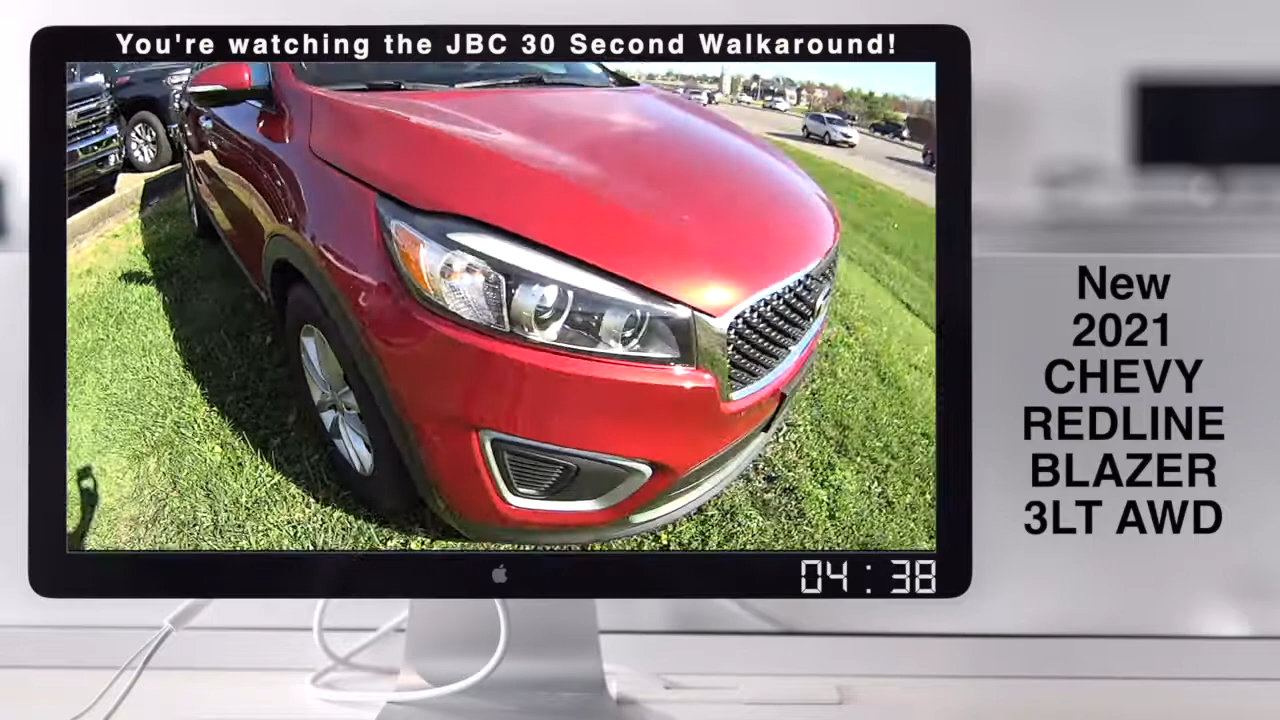 You're watching the JBC 30 Second Walkaround!
New
2021
CHEVY
REDLINE
BLAZER
3LT AWD
04 : 38